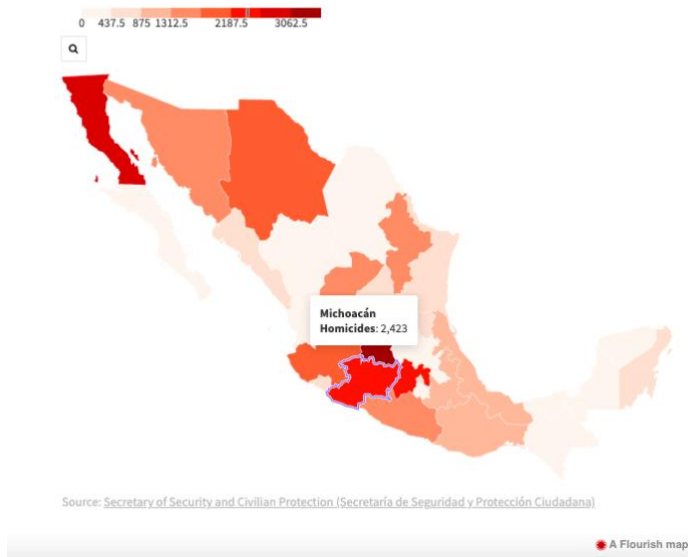 0 437.5 875 1312.5 2187.5 3062.5
Michoacán
Homicides: 2,423
Source: Secretary of Security and Civilian Protection (Secretaría de Seguridad y Protección Ciudadana)
A Flourish map